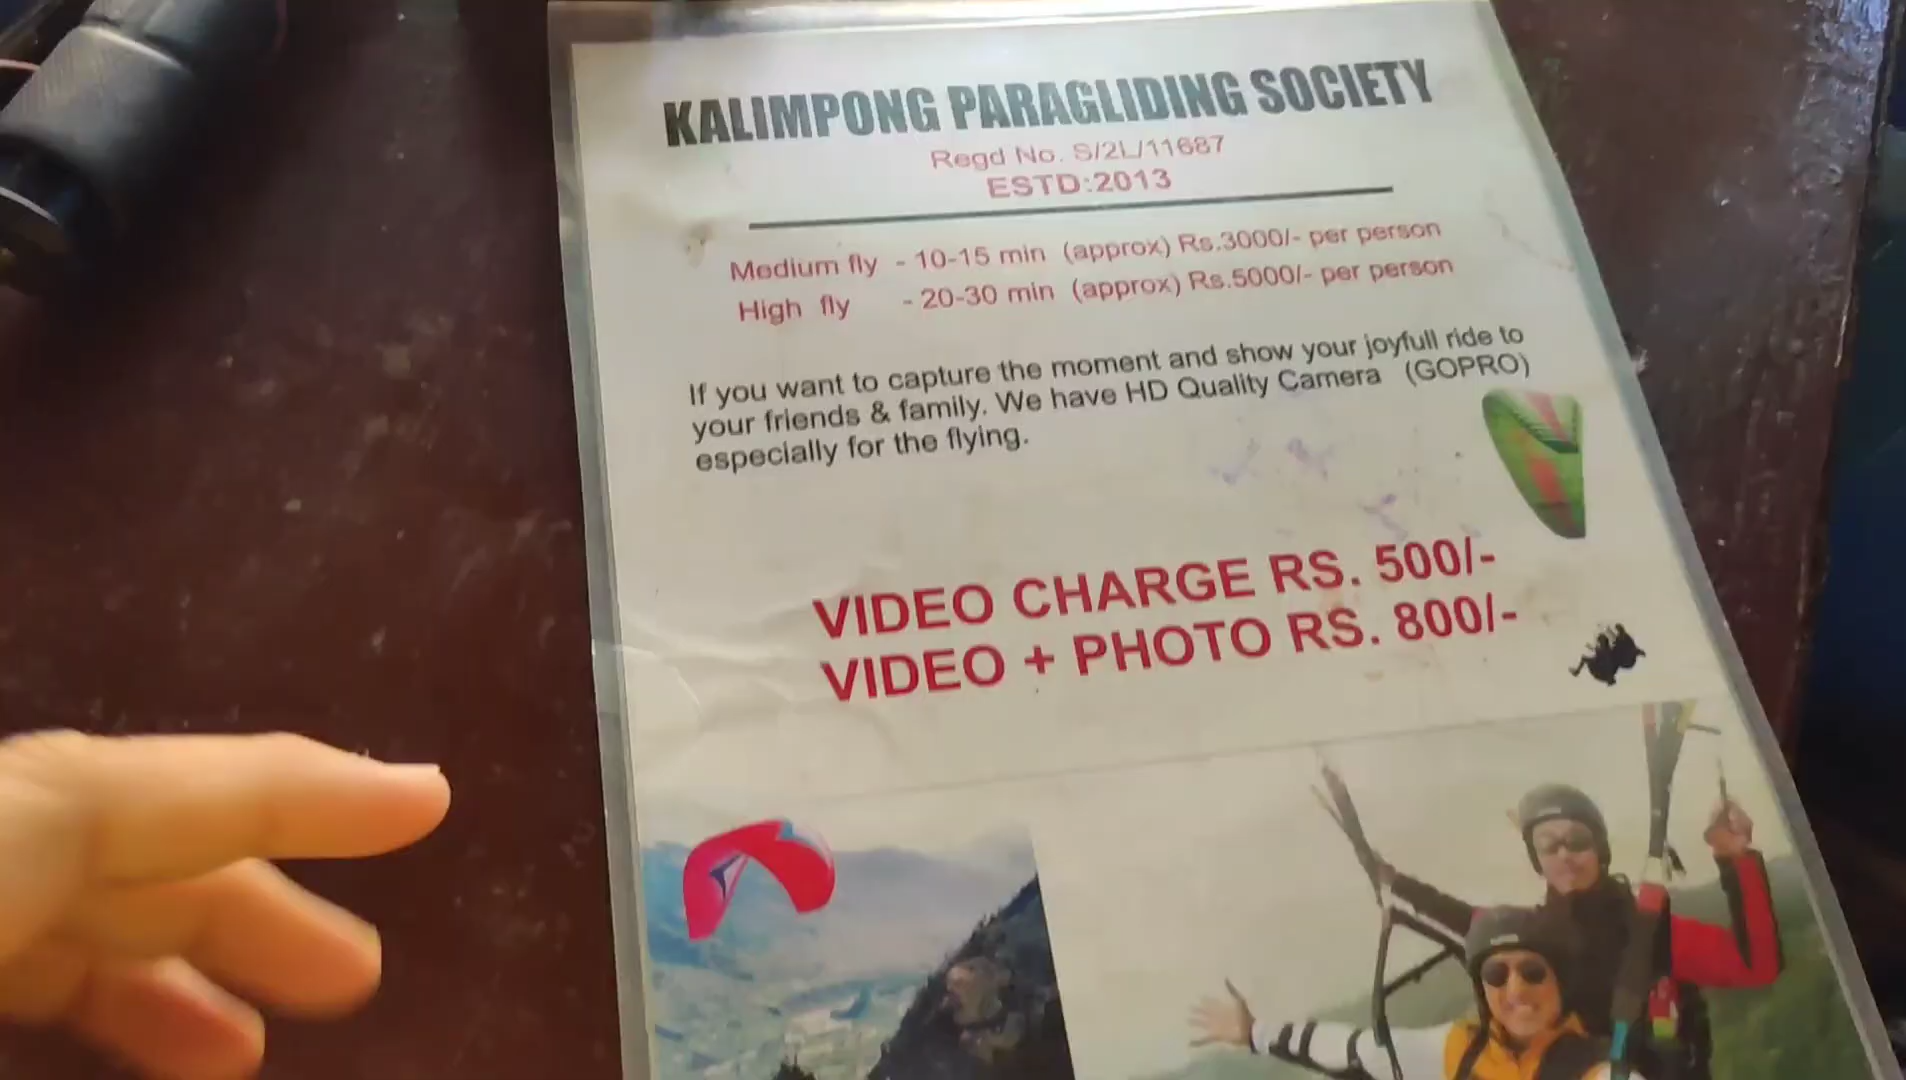 KALIMPONG PARAGLIDING SOCIETY
Regd No. S/2L/11687
ESTD:2013
Medium fly - 10-15 min (approx) Rs.3000/- per person
High fly - 20-30 min (approx) Rs.5000/- per person
If you want to capture the moment and show your joyfull ride to
your friends & family. We have HD Quality Camera (GOPRO)
especially for the flying.
VIDEO CHARGE RS. 500/-
VIDEO + PHOTO RS. 800/-